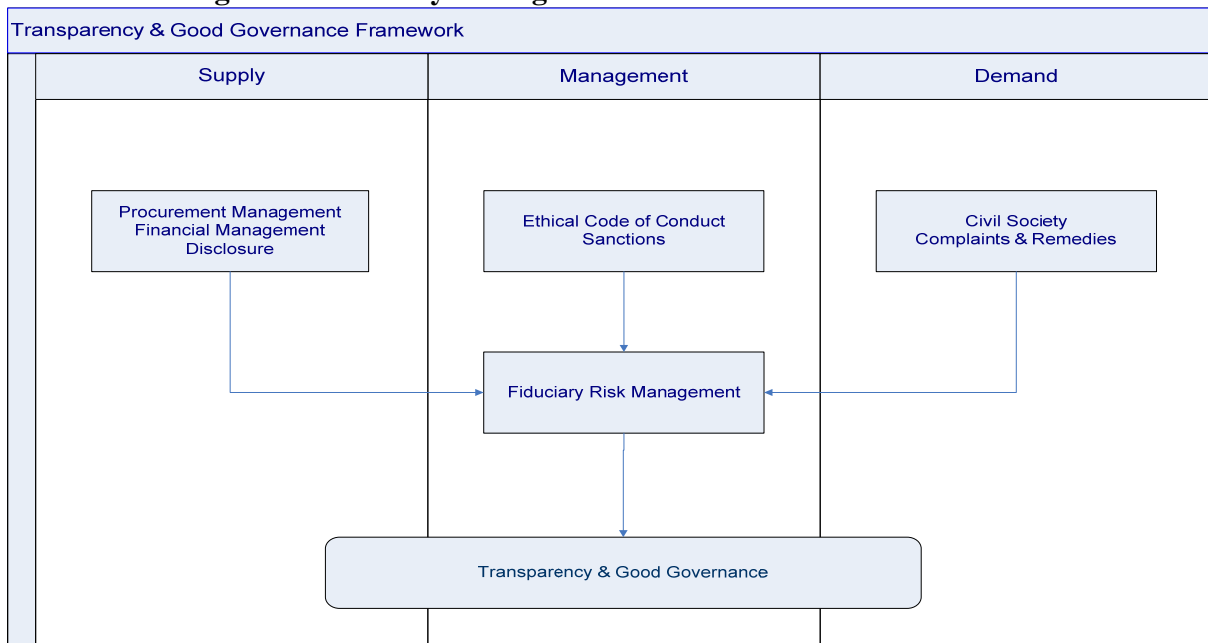 Transparency & Good Governance Framework
Supply
Management
Demand
Procurement Management
Financial Management
Disclosure
Ethical Code of Conduct
Sanctions
Civil Society
Complaints & Remedies
Fiduciary Risk Management
Transparency & Good Governance